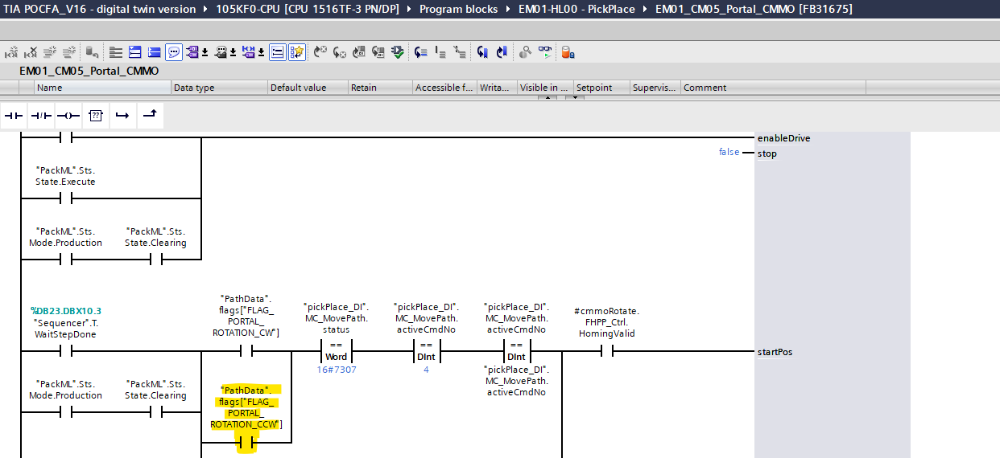 TIA POCFA_V16 - digital twin version ▸ 105KF0-CPU [CPU 1516TF-3 PN/DP] ▸ Program blocks ▸ EM01-HL00 - PickPlace ▸ EM01_CM05_Portal_CMMO [FB31675]
EM01_CM05_Portal_CMMO
Name Data type Default value Retain Accessible f... Writa... Visible in ... Setpoint Supervis... Comment
??
enableDrive
false stop
"PackML".Sts.
State.Execute
"PackML".Sts.
Mode.Production
"PackML".Sts.
State.Clearing
%DB23.DBX10.3
"Sequencer".T.
WaitStepDone
"PathData".
flags["FLAG_
PORTAL_
ROTATION_CW"]
"pickPlace_DI".
MC_MovePath.
status
==
Word
16#7307
"pickPlace_DI".
MC_MovePath.
activeCmdNo
==
DInt
4
"pickPlace_DI".
MC_MovePath.
activeCmdNo
==
DInt
"pickPlace_DI".
MC_MovePath.
activeCmdNo
#cmmoRotate.
FHPP_Ctrl.
HomingValid
startPos
"PackML".Sts.
Mode.Production
"PackML".Sts.
State.Clearing
"PathData".
flags["FLAG_
PORTAL_
ROTATION_CCW"]